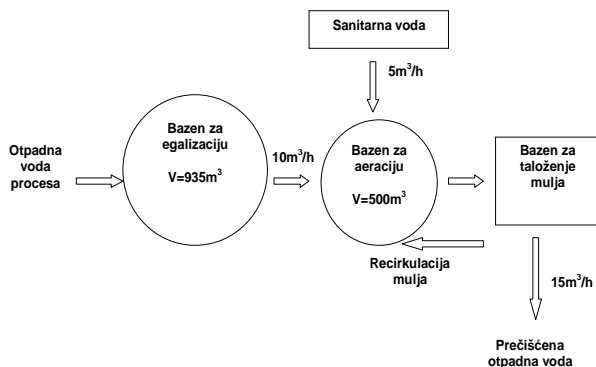 Sanitarna voda
5m³/h
Otpadna
voda
procesa
Bazen za
egalizaciju
V=935m³
10m³/h
Bazen za
aeraciju
V=500m³
Bazen za
taloženje
mulja
Recirkulacija
mulja
15m³/h
Prečišćena
otpadna voda